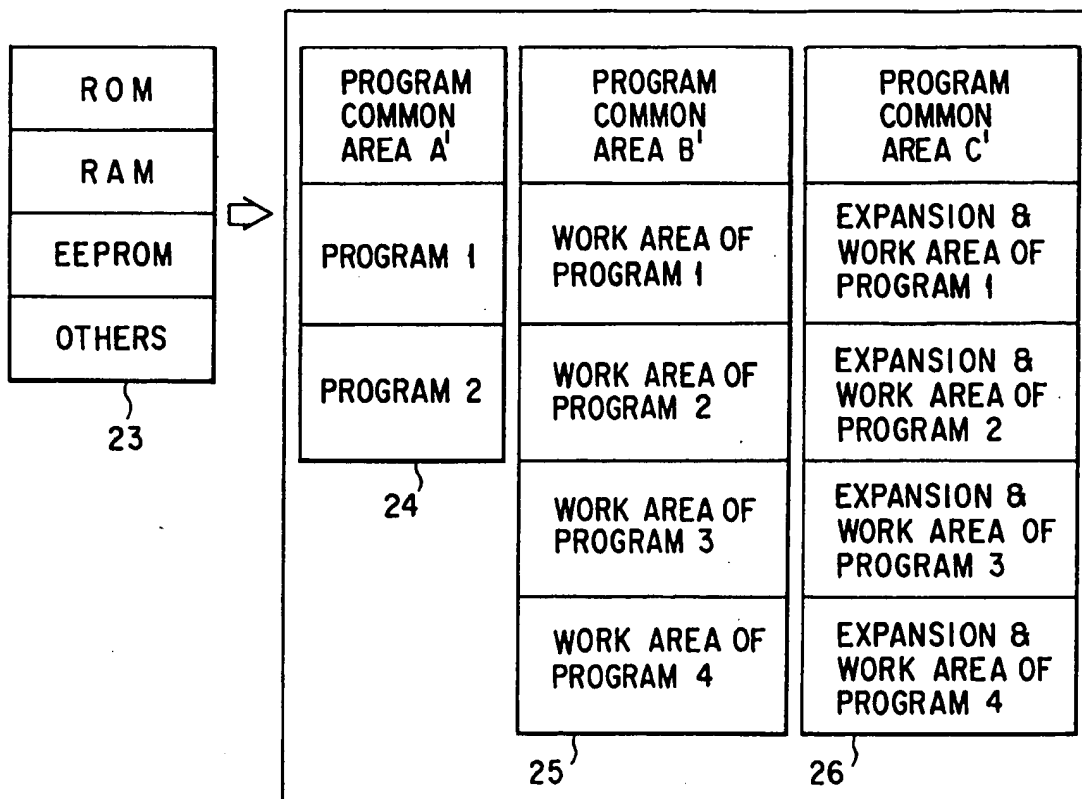 ROM
RAM
EEPROM
OTHERS
23
PROGRAM
COMMON
AREA A'
PROGRAM 1
PROGRAM 2
24
PROGRAM
COMMON
AREA B'
WORK AREA OF
PROGRAM 1
WORK AREA OF
PROGRAM 2
WORK AREA OF
PROGRAM 3
WORK AREA OF
PROGRAM 4
25
PROGRAM
COMMON
AREA C'
EXPANSION &
WORK AREA OF
PROGRAM 1
EXPANSION &
WORK AREA OF
PROGRAM 2
EXPANSION &
WORK AREA OF
PROGRAM 3
EXPANSION &
WORK AREA OF
PROGRAM 4
26